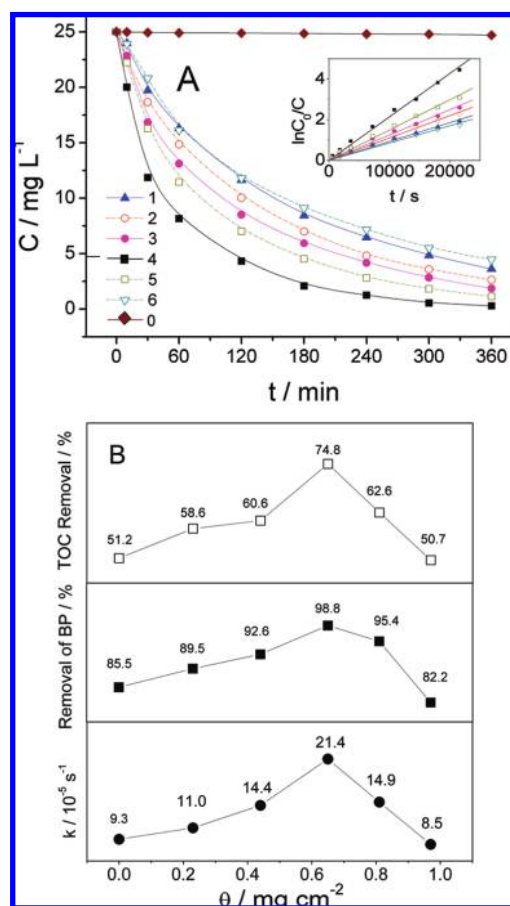 A
C / mg L⁻¹
25
20
15
10
5
0
1
2
3
4
5
6
0
0 60 120 180 240 300 360
t / min
lnC₀/C
4
2
0
0 10000 20000
t / s
B
TOC Removal / %
51.2 58.6 60.6 74.8 62.6 50.7
Removal of BP / %
85.5 89.5 92.6 98.8 95.4 82.2
k / 10⁻⁵ s⁻¹
9.3 11.0 14.4 21.4 14.9 8.5
0.0 0.2 0.4 0.6 0.8 1.0
θ / mg cm⁻²